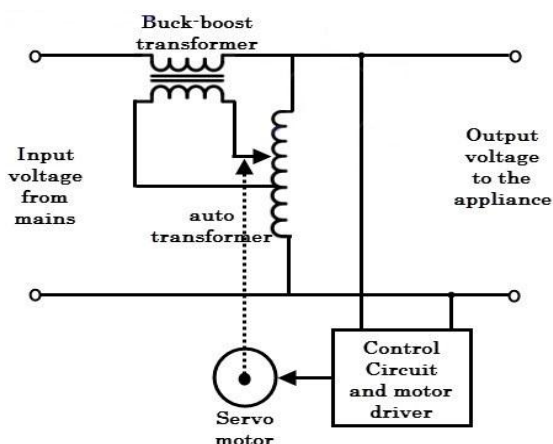 Buck-boost
transformer
Input
voltage
from
mains
Output
voltage
to the
appliance
auto
transformer
Control
Circuit
and motor
driver
Servo
motor